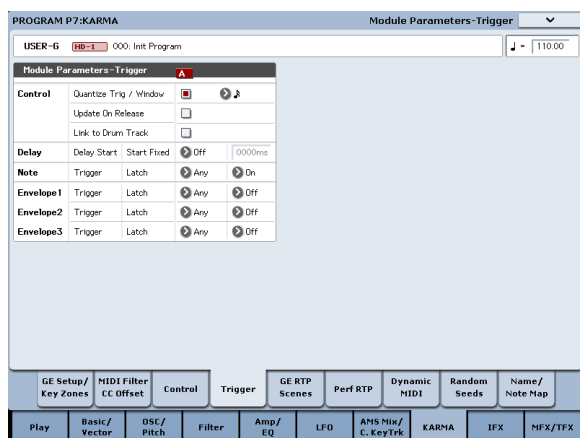 PROGRAM P7:KARMA Module Parameters-Trigger
USER-G HD-1 000: Init Program ♩ = 110.00
Module Parameters-Trigger A
Control Quantize Trig / Window ♪
Update On Release
Link to Drum Track
Delay Delay Start Start Fixed Off 0000ms
Note Trigger Latch Any On
Envelope1 Trigger Latch Any Off
Envelope2 Trigger Latch Any Off
Envelope3 Trigger Latch Any Off
GE Setup/ Key Zones MIDI Filter CC Offset Control Trigger GE RTP Scenes Perf RTP Dynamic MIDI Random Seeds Name/ Note Map
Play Basic/ Vector OSC/ Pitch Filter Amp/ EQ LFO AMS Mix/ C. KeyTrk KARMA IFX MFX/TFX